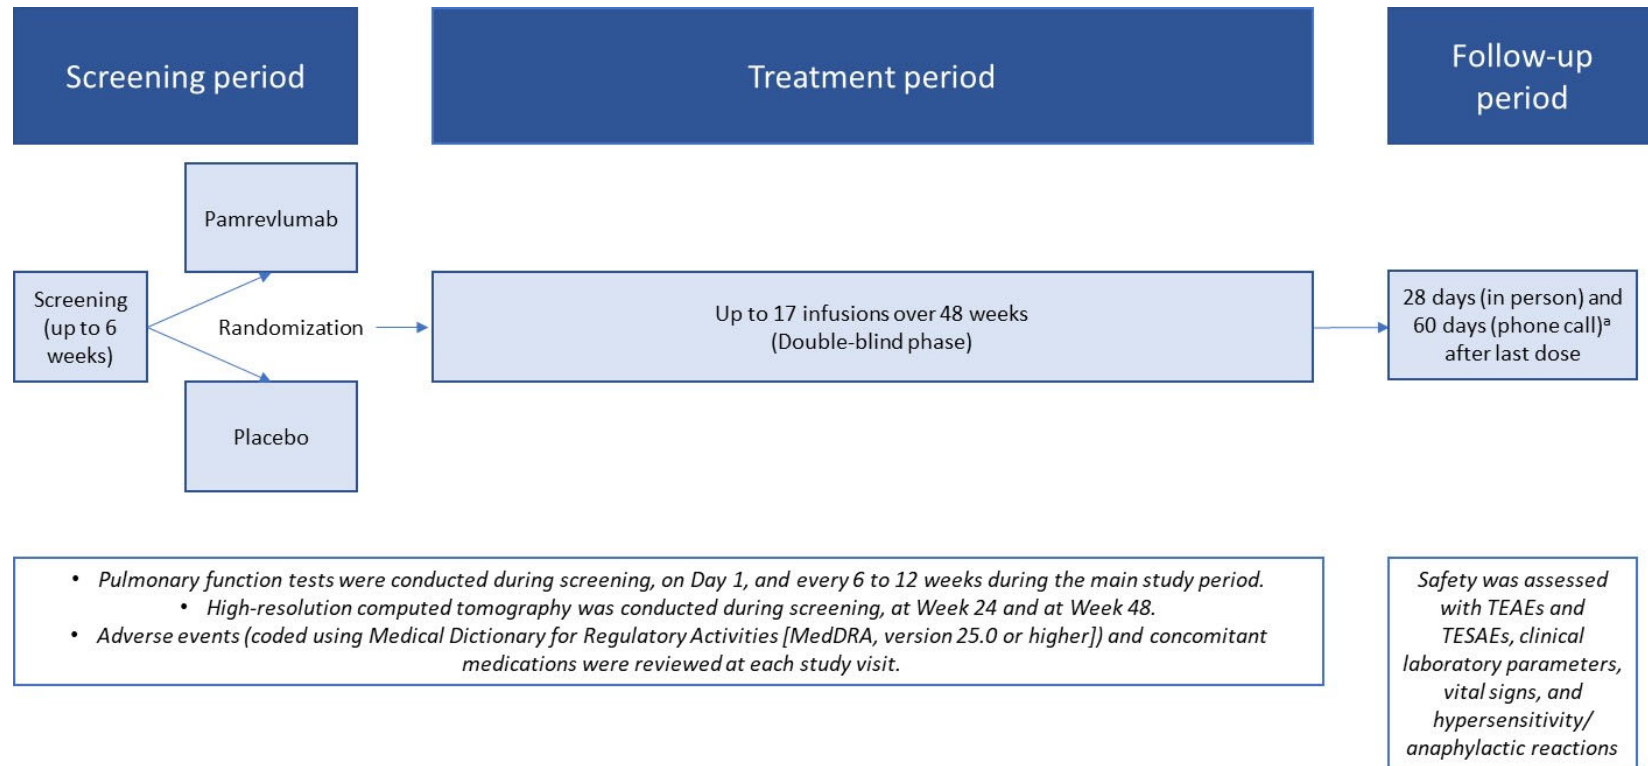 Screening period
Treatment period
Follow-up
period
Pamrevlumab
Screening
(up to 6
weeks)
Randomization
Placebo
Up to 17 infusions over 48 weeks
(Double-blind phase)
28 days (in person) and
60 days (phone call)ᵃ
after last dose
• Pulmonary function tests were conducted during screening, on Day 1, and every 6 to 12 weeks during the main study period.
• High-resolution computed tomography was conducted during screening, at Week 24 and at Week 48.
• Adverse events (coded using Medical Dictionary for Regulatory Activities [MedDRA, version 25.0 or higher]) and concomitant
medications were reviewed at each study visit.
Safety was assessed
with TEAEs and
TESAEs, clinical
laboratory parameters,
vital signs, and
hypersensitivity/
anaphylactic reactions